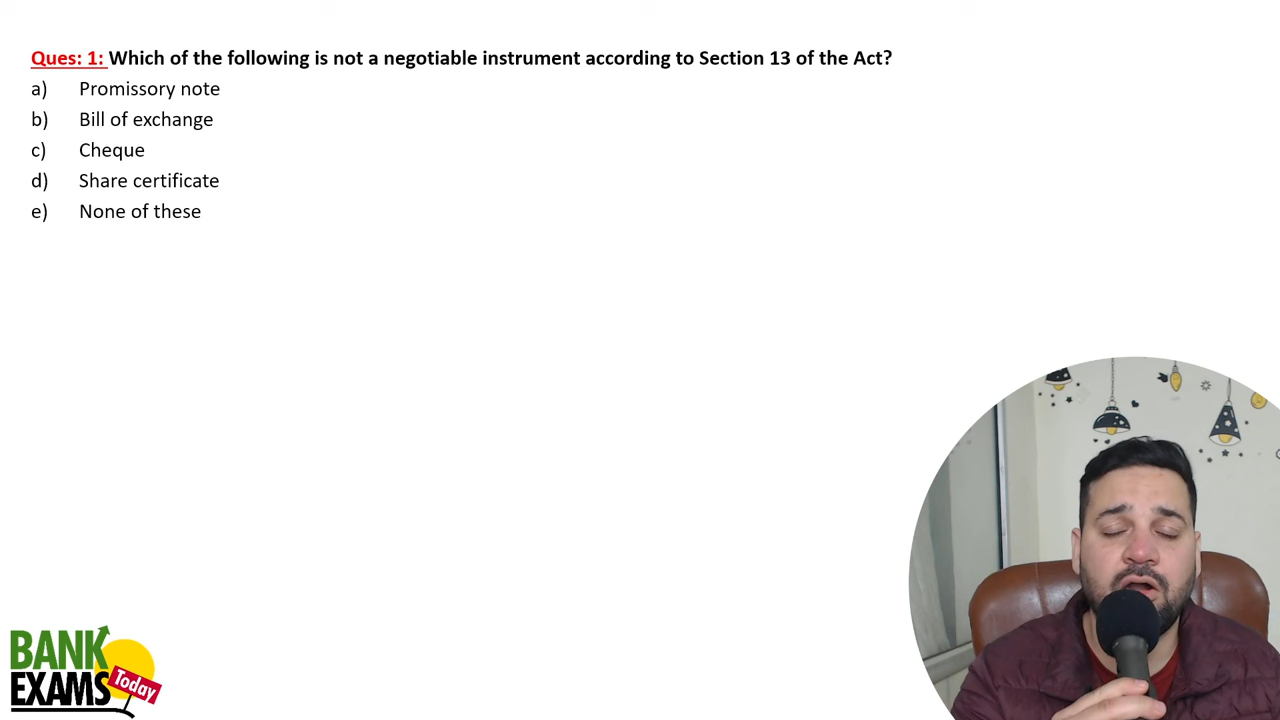 Ques: 1: Which of the following is not a negotiable instrument according to Section 13 of the Act?
a) Promissory note
b) Bill of exchange
c) Cheque
d) Share certificate
e) None of these
BANK
EXAMS
Today